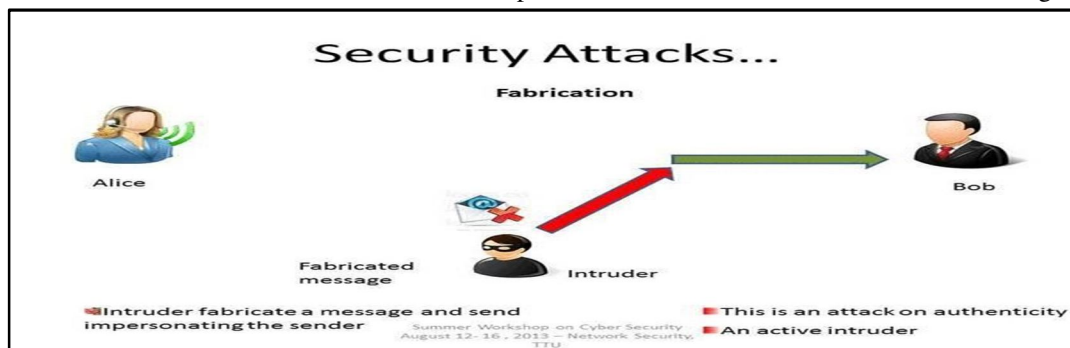 Security Attacks...
Fabrication
Alice
Bob
Fabricated
message
Intruder
Intruder fabricate a message and send
impersonating the sender
This is an attack on authenticity
An active intruder
Summer Workshop on Cyber Security
August 12-16 , 2013 – Network Security,
TTU